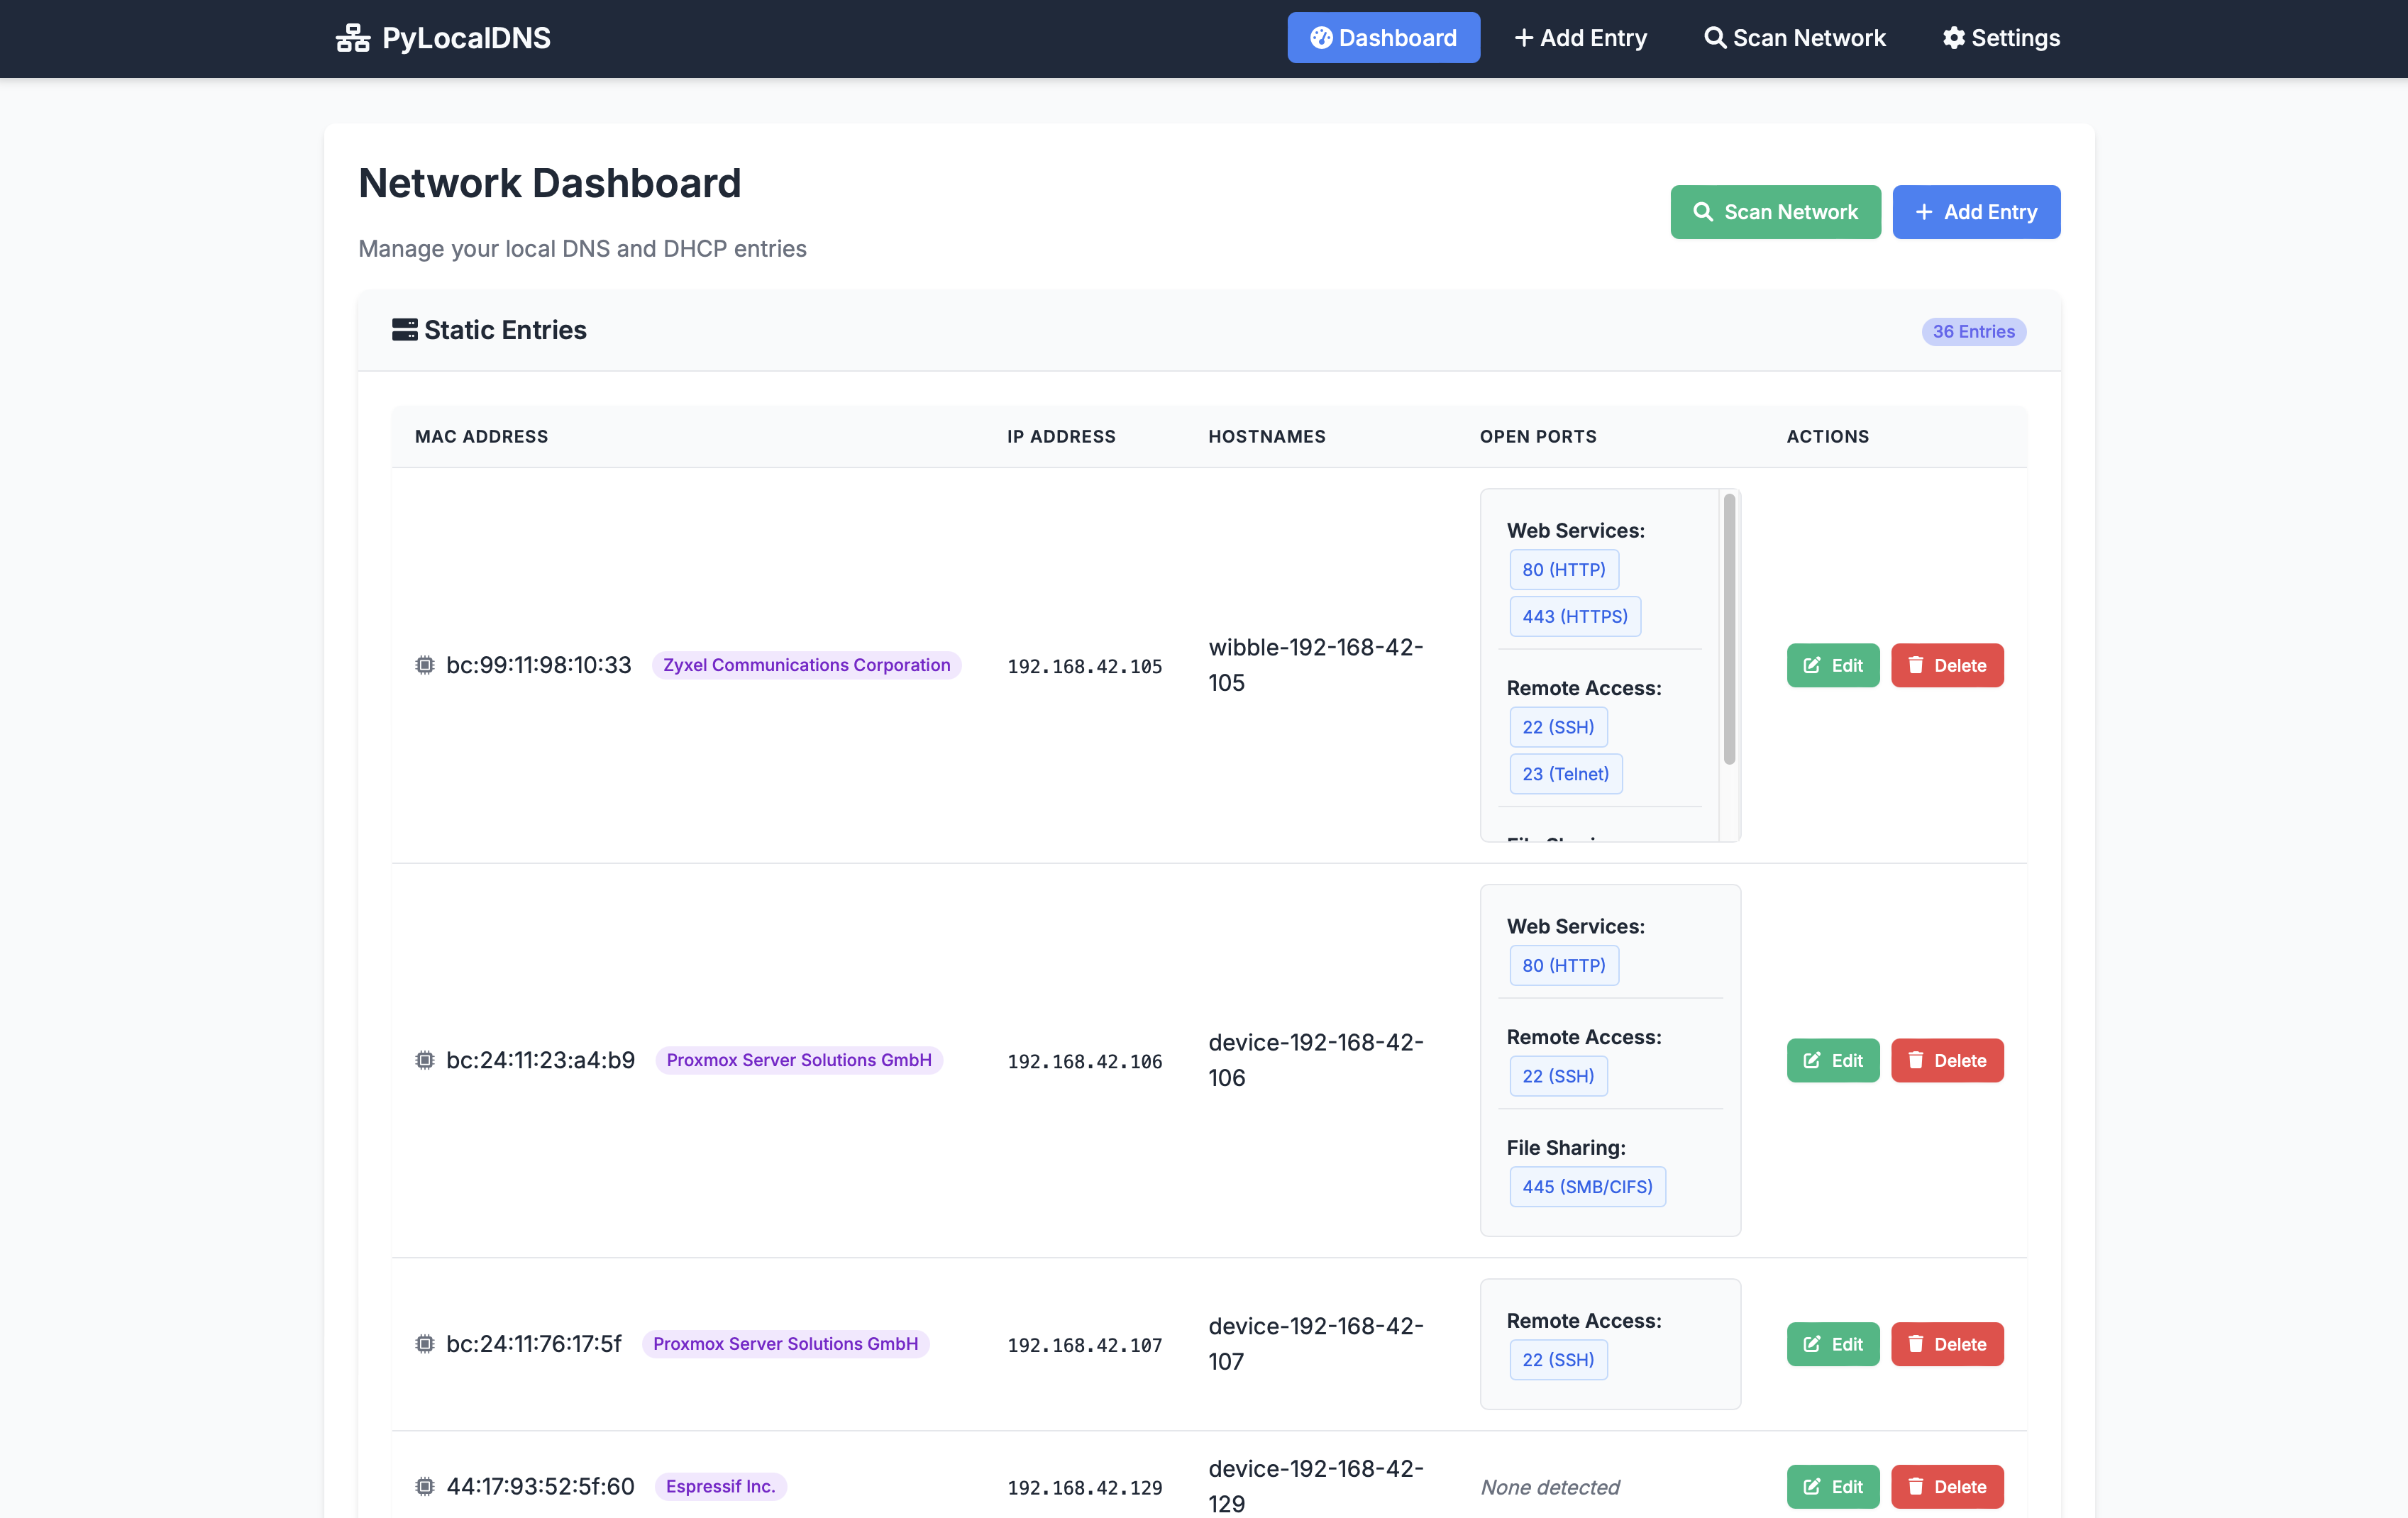 PyLocalDNS
Dashboard
Add Entry
Scan Network
Settings
Network Dashboard
Manage your local DNS and DHCP entries
Scan Network
Add Entry
Static Entries
36 Entries
MAC ADDRESS
IP ADDRESS
HOSTNAMES
OPEN PORTS
ACTIONS
bc:99:11:98:10:33
Zyxel Communications Corporation
192.168.42.105
wibble-192-168-42-
105
Web Services:
80 (HTTP)
443 (HTTPS)
Remote Access:
22 (SSH)
23 (Telnet)
Edit
Delete
bc:24:11:23:a4:b9
Proxmox Server Solutions GmbH
192.168.42.106
device-192-168-42-
106
Web Services:
80 (HTTP)
Remote Access:
22 (SSH)
File Sharing:
445 (SMB/CIFS)
Edit
Delete
bc:24:11:76:17:5f
Proxmox Server Solutions GmbH
192.168.42.107
device-192-168-42-
107
Remote Access:
22 (SSH)
Edit
Delete
44:17:93:52:5f:60
Espressif Inc.
192.168.42.129
device-192-168-42-
129
None detected
Edit
Delete